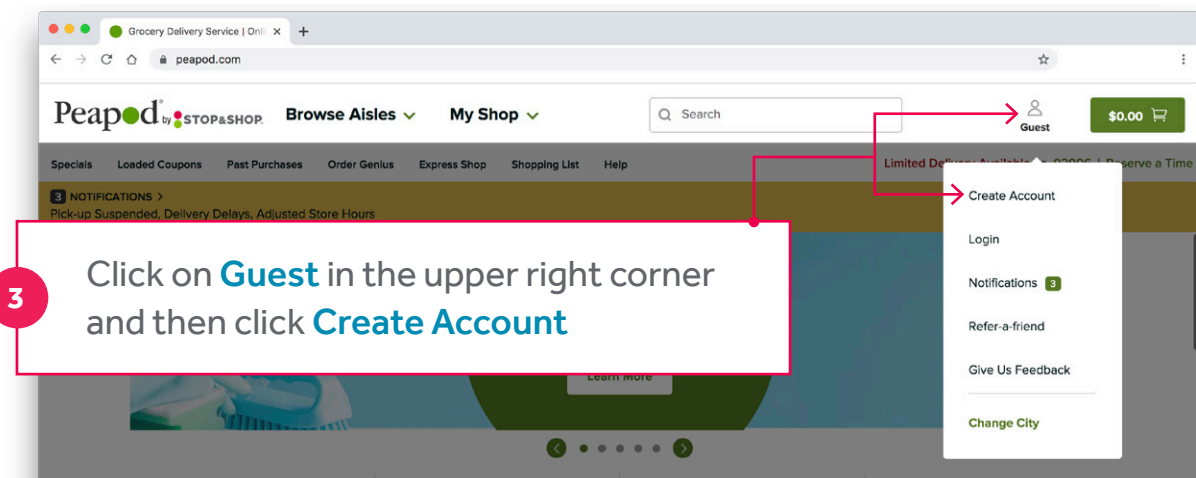 Grocery Delivery Service | Onli
peapod.com
Peapod by STOP&SHOP. Browse Aisles My Shop Search Guest $0.00
Specials Loaded Coupons Past Purchases Order Genius Express Shopping List Help Limited Reserve a Time
3 NOTIFICATIONS >
Pick-up Suspended, Delivery Delays, Adjusted Store Hours
3
Click on Guest in the upper right corner
and then click Create Account
Learn More
Create Account
Login
Notifications 3
Refer-a-friend
Give Us Feedback
Change City